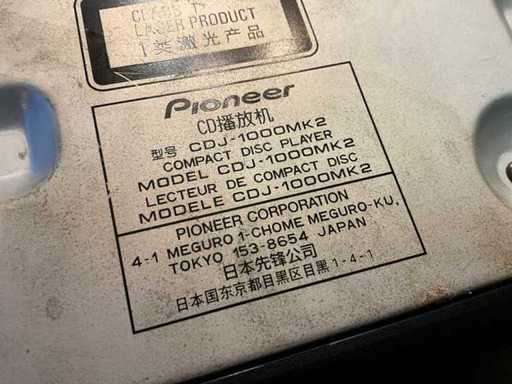 CLASS 1
LASER PRODUCT
1类激光产品
Pioneer
CD播放机
型号 CDJ-1000MK2
COMPACT DISC PLAYER
MODEL CDJ-1000MK2
LECTEUR DE COMPACT DISC
MODELE CDJ-1000MK2
PIONEER CORPORATION
4-1 MEGURO 1-CHOME MEGURO-KU,
TOKYO 153-8654 JAPAN
日本先锋公司
日本国东京都目黑区目黑 1-4-1